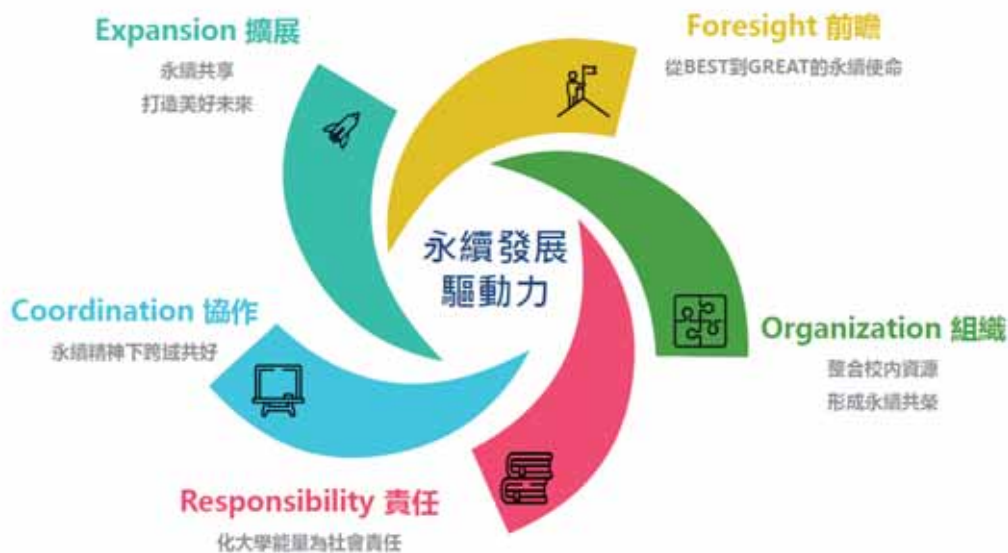 Expansion 擴展
永續共享
打造美好未來
Foresight 前瞻
從BEST到GREAT的永續使命
永續發展
驅動力
Coordination 協作
永續精神下跨域共好
Organization 組織
整合校內資源
形成永續共榮
Responsibility 責任
化大學能量為社會責任